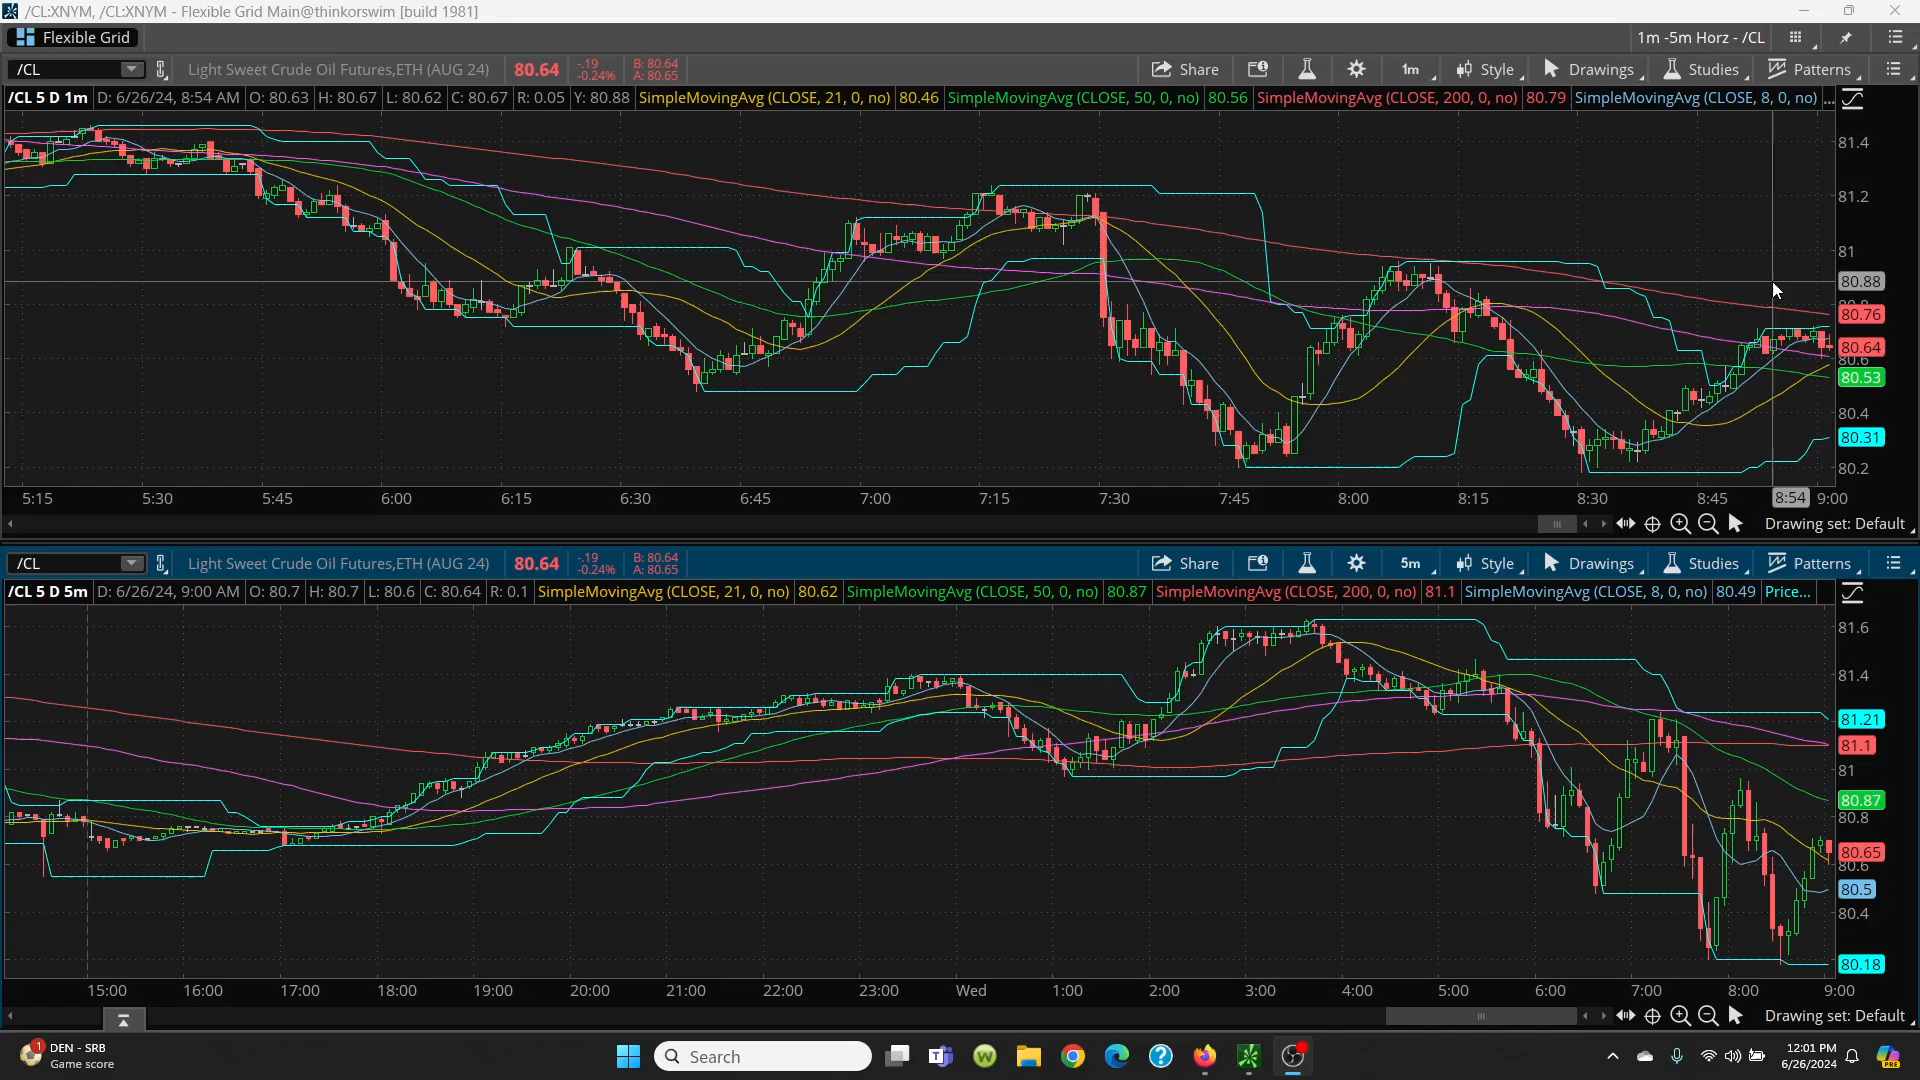 /CL:XNYM, /CL:XNYM - Flexible Grid Main@thinkorswim [build 1981]
Flexible Grid
1m -5m Horz - /CL
/CL
Light Sweet Crude Oil Futures,ETH (AUG 24)
80.64
-.19
-0.24%
B: 80.64
A: 80.65
Share
1m
Style
Drawings
Studies
Patterns
/CL 5 D 1m D: 6/26/24, 8:54 AM O: 80.63 H: 80.67 L: 80.62 C: 80.67 R: 0.05 Y: 80.88 SimpleMovingAvg (CLOSE, 21, 0, no) 80.46 SimpleMovingAvg (CLOSE, 50, 0, no) 80.56 SimpleMovingAvg (CLOSE, 200, 0, no) 80.79 SimpleMovingAvg (CLOSE, 8, 0, no) ...
81.4
81.2
81
80.88
80.76
80.64
80.6
80.53
80.4
80.31
80.2
5:15 5:30 5:45 6:00 6:15 6:30 6:45 7:00 7:15 7:30 7:45 8:00 8:15 8:30 8:45 8:54 9:00
Drawing set: Default
/CL
Light Sweet Crude Oil Futures,ETH (AUG 24)
80.64
-.19
-0.24%
B: 80.64
A: 80.65
Share
5m
Style
Drawings
Studies
Patterns
/CL 5 D 5m D: 6/26/24, 9:00 AM O: 80.7 H: 80.7 L: 80.6 C: 80.64 R: 0.1 SimpleMovingAvg (CLOSE, 21, 0, no) 80.62 SimpleMovingAvg (CLOSE, 50, 0, no) 80.87 SimpleMovingAvg (CLOSE, 200, 0, no) 81.1 SimpleMovingAvg (CLOSE, 8, 0, no) 80.49 Price...
81.6
81.4
81.21
81.1
81
80.87
80.8
80.65
80.6
80.5
80.4
80.18
15:00 16:00 17:00 18:00 19:00 20:00 21:00 22:00 23:00 Wed 1:00 2:00 3:00 4:00 5:00 6:00 7:00 8:00 9:00
Drawing set: Default
1
DEN - SRB
Game score
Search
12:01 PM
6/26/2024
PRE